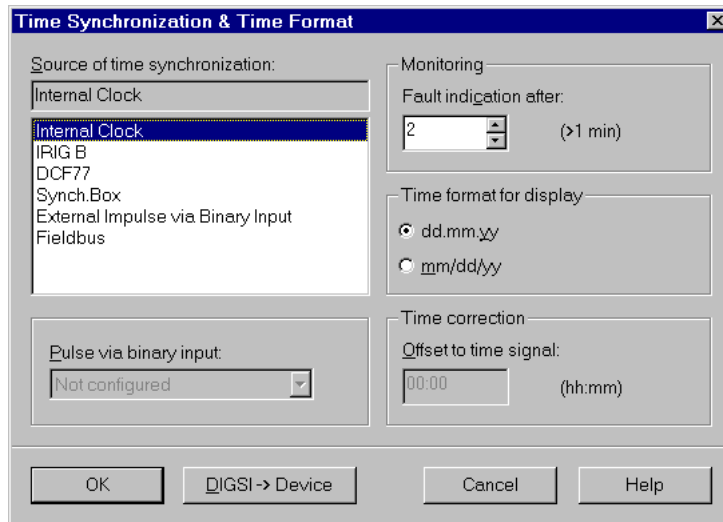 Time Synchronization & Time Format
Source of time synchronization:
Internal Clock
Internal Clock
IRIG B
DCF77
Synch.Box
External Impulse via Binary Input
Fieldbus
Pulse via binary input:
Not configured
Monitoring
Fault indication after:
2 (>1 min)
Time format for display
dd.mm.yy
mm/dd/yy
Time correction
Offset to time signal:
00:00 (hh:mm)
OK DIGSI -> Device Cancel Help